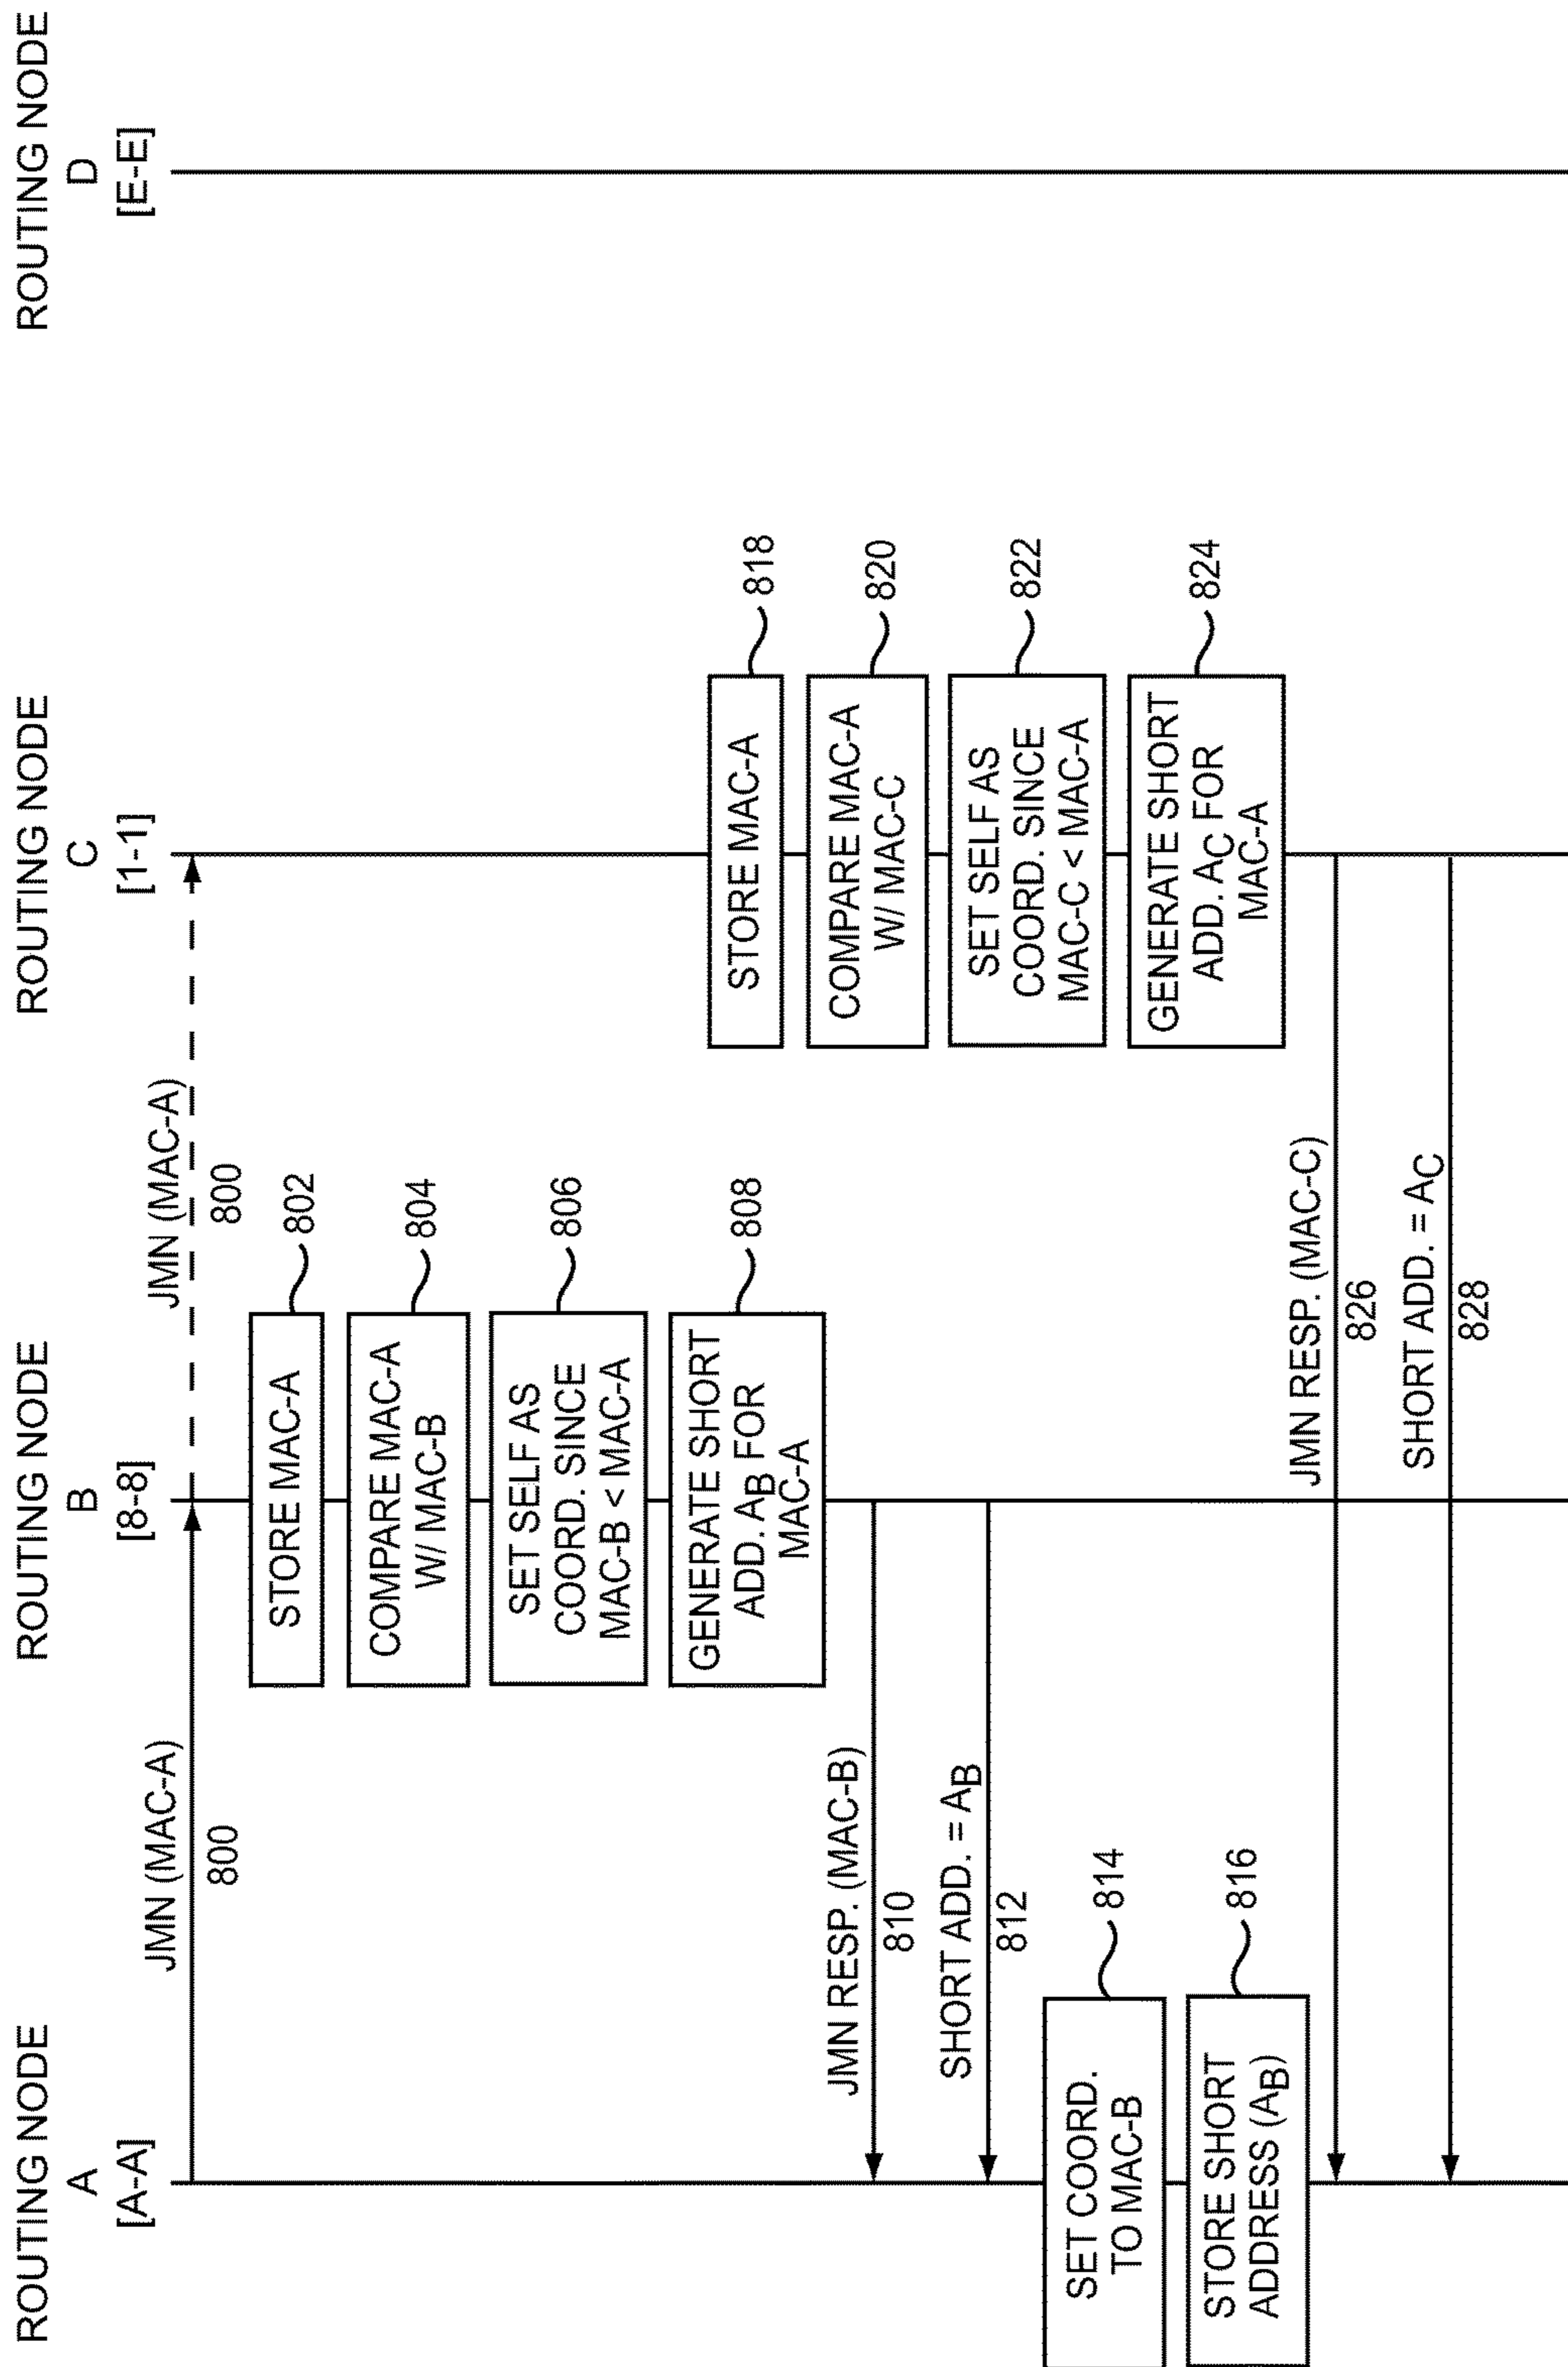 ROUTING NODE
A
[A-A]
ROUTING NODE
B
[8-8]
ROUTING NODE
C
[1-1]
ROUTING NODE
D
[E-E]
JMN (MAC-A)
800
JMN (MAC-A)
800
STORE MAC-A
802
COMPARE MAC-A
W/ MAC-B
804
SET SELF AS
COORD. SINCE
MAC-B < MAC-A
806
GENERATE SHORT
ADD. AB FOR
MAC-A
808
JMN RESP. (MAC-B)
810
SHORT ADD. = AB
812
SET COORD.
TO MAC-B
814
STORE SHORT
ADDRESS (AB)
816
STORE MAC-A
818
COMPARE MAC-A
W/ MAC-C
820
SET SELF AS
COORD. SINCE
MAC-C < MAC-A
822
GENERATE SHORT
ADD. AC FOR
MAC-A
824
JMN RESP. (MAC-C)
826
SHORT ADD. = AC
828